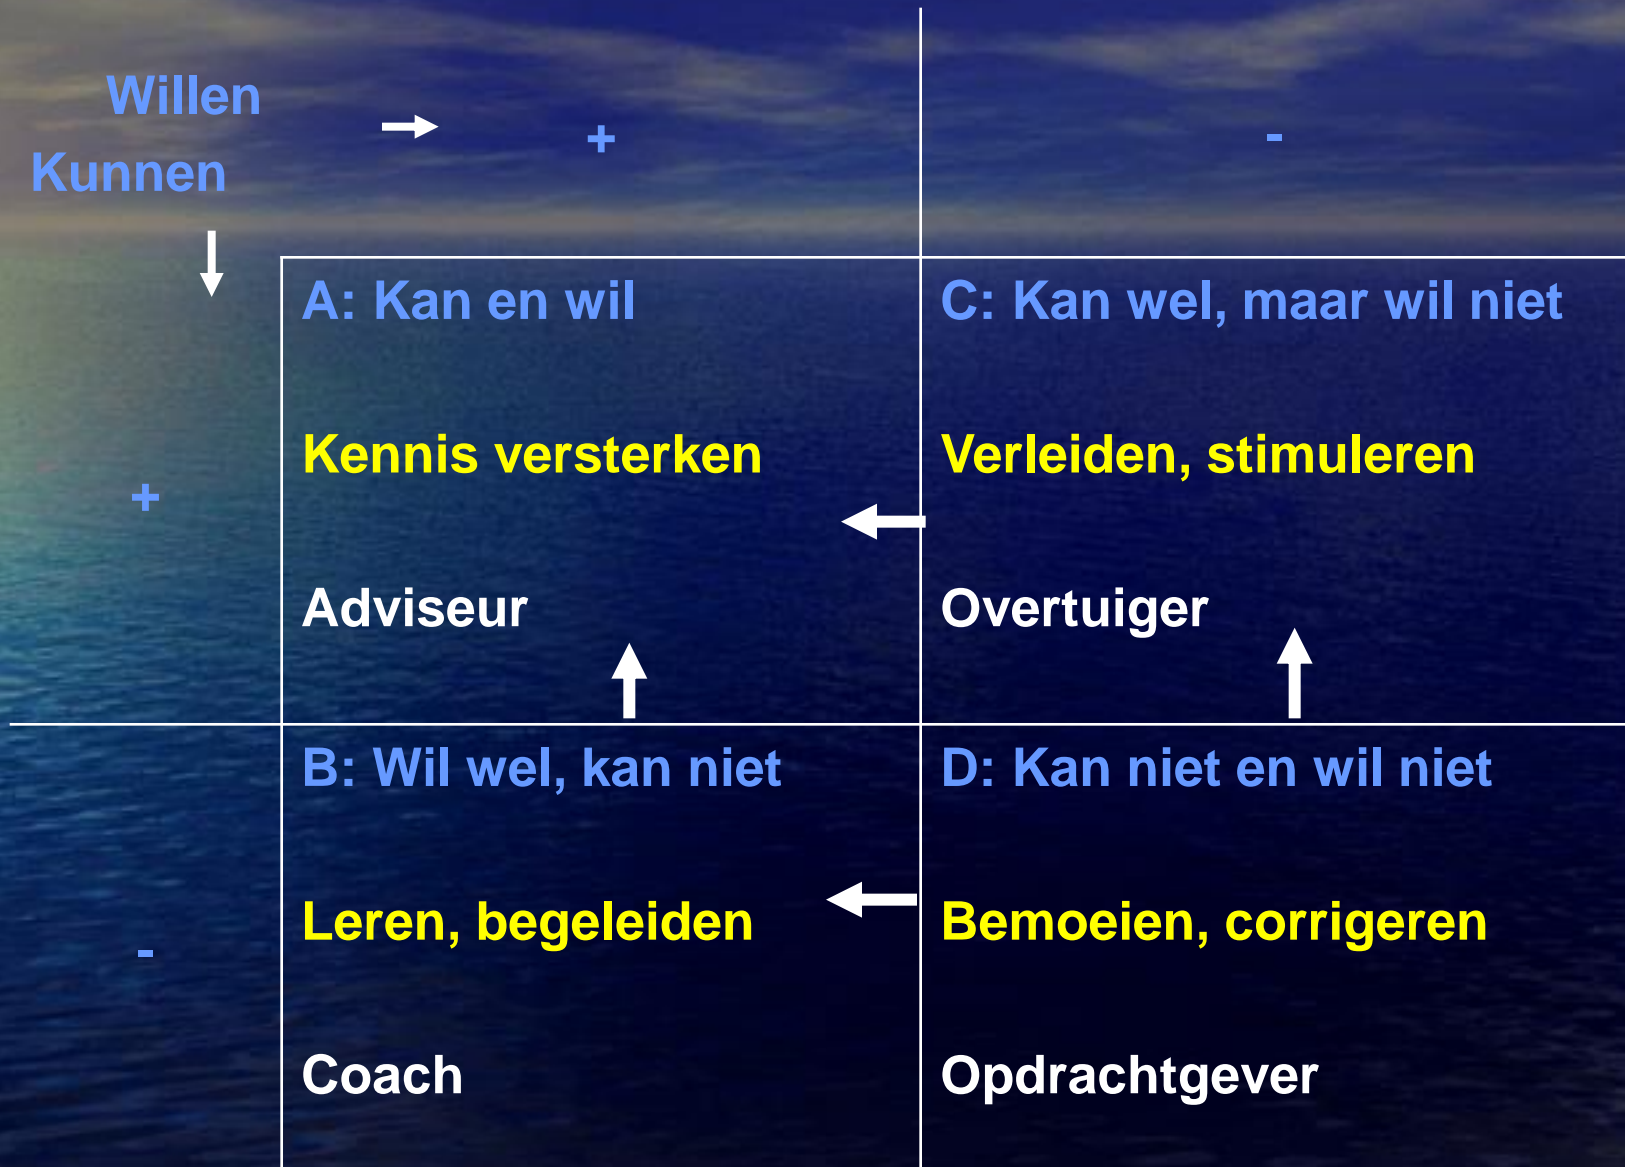 Willen
+
-
Kunnen
A: Kan en wil
C: Kan wel, maar wil niet
Kennis versterken
Verleiden, stimuleren
+
Adviseur
Overtuiger
B: Wil wel, kan niet
D: Kan niet en wil niet
Leren, begeleiden
Bemoeien, corrigeren
-
Coach
Opdrachtgever